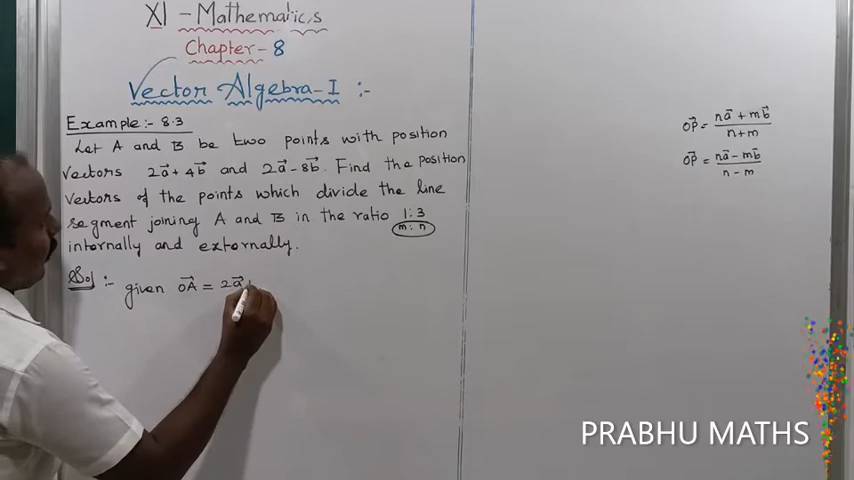 XI - Mathematics
Chapter - 8
Vector Algebra - I :-
Example :- 8.3
Let A and B be two points with position
vectors 2a⃗ + 4b⃗ and 2a⃗ - 8b⃗. Find the position
vectors of the points which divide the line
segment joining A and B in the ratio 1:3
m:n
internally and externally.
Sol :- given OA⃗ = 2a⃗ +
OP⃗ = (na⃗ + mb⃗)/(n+m)
OP⃗ = (na⃗ - mb⃗)/(n-m)
PRABHU MATHS